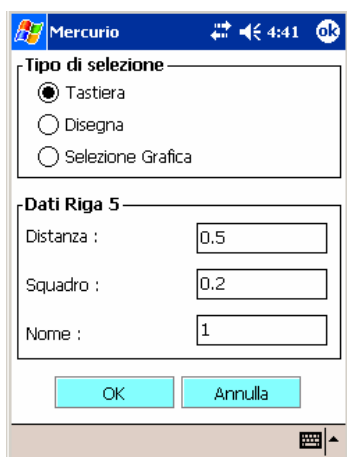 Mercurio 4:41 ok
Tipo di selezione
Tastiera
Disegna
Selezione Grafica
Dati Riga 5
Distanza : 0.5
Squadro : 0.2
Nome : 1
OK Annulla